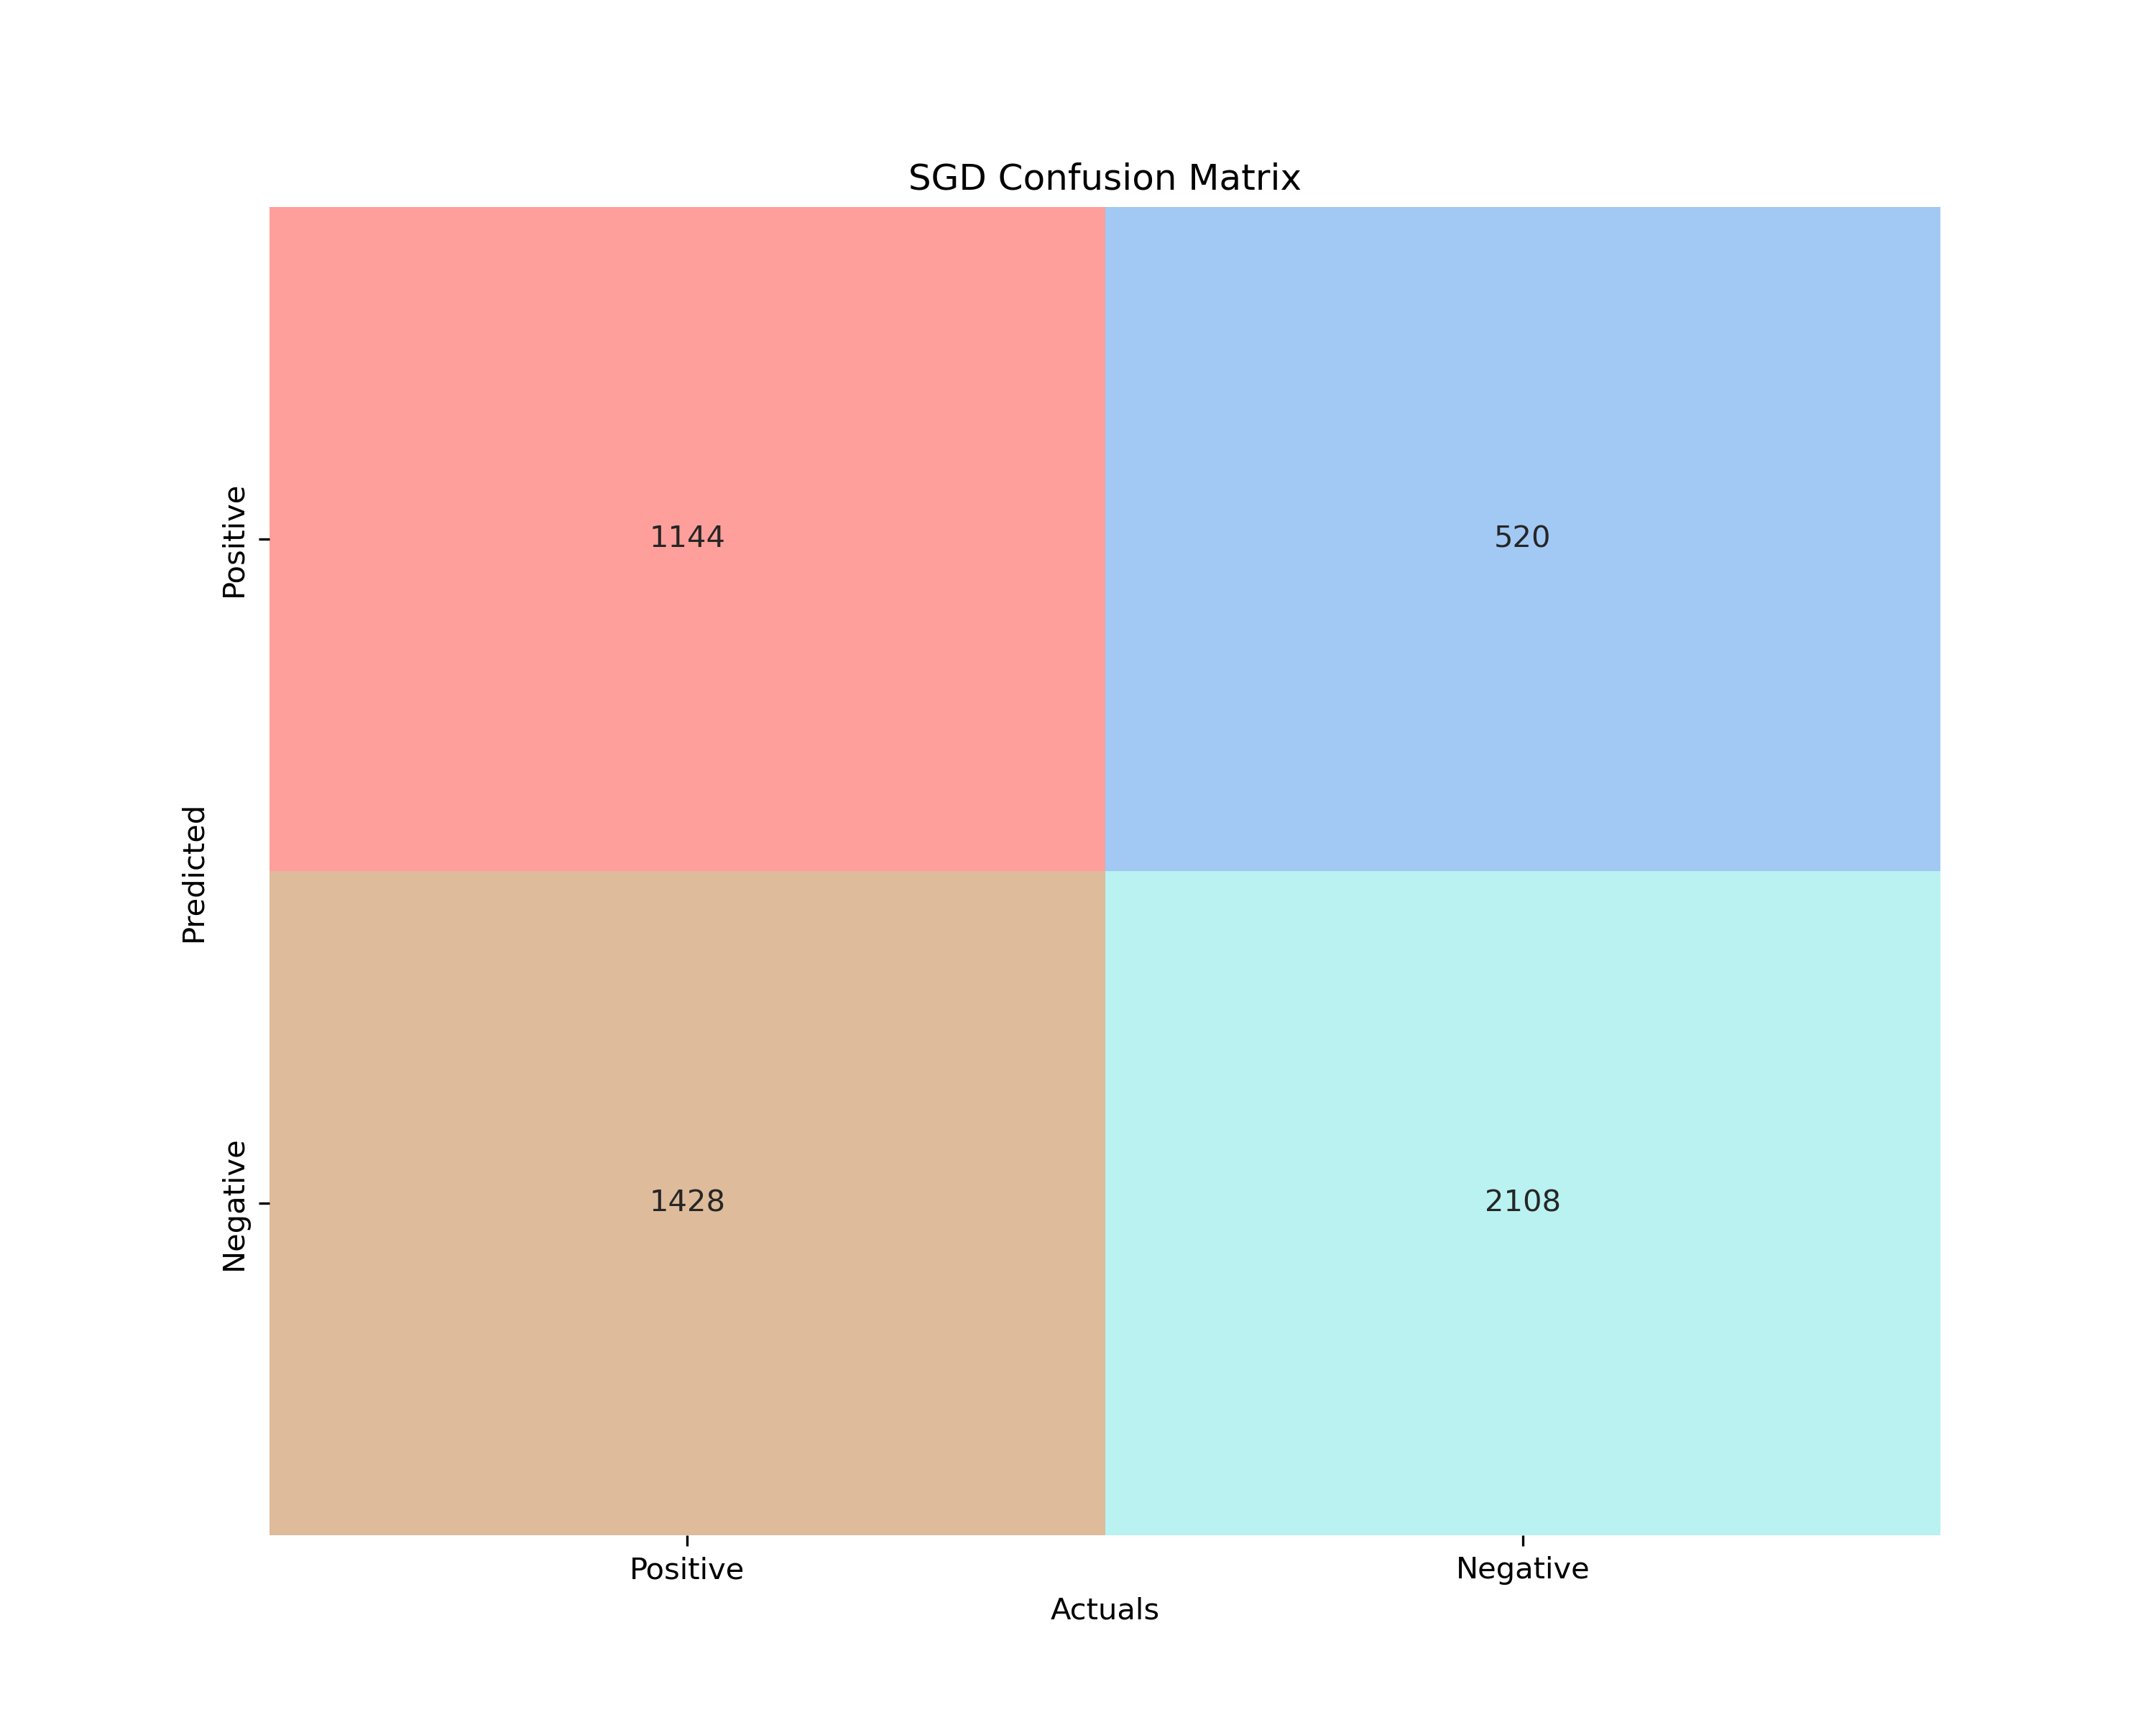 SGD Confusion Matrix
Predicted
Positive
1144
520
Negative
1428
2108
Positive
Negative
Actuals